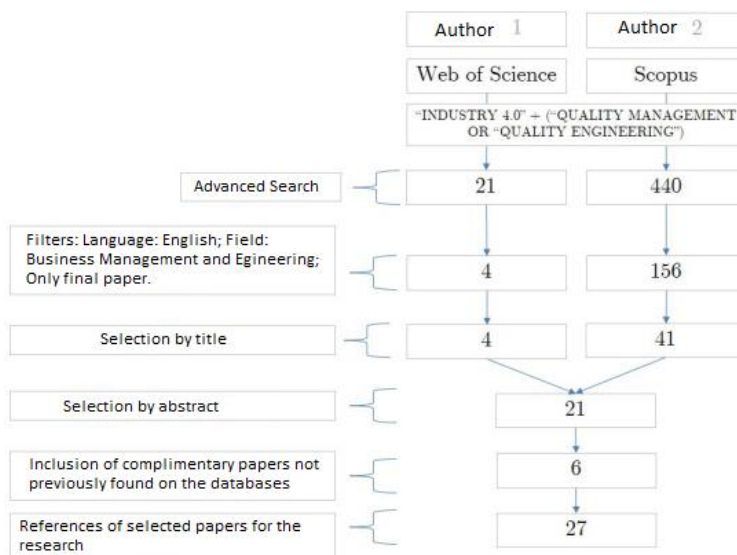 Author 1
Author 2
Web of Science
Scopus
“INDUSTRY 4.0” + (“QUALITY MANAGEMENT
OR “QUALITY ENGINEERING”)
Advanced Search
21
440
Filters: Language: English; Field:
Business Management and Egineering;
Only final paper.
4
156
Selection by title
4
41
Selection by abstract
21
Inclusion of complimentary papers not
previously found on the databases
6
References of selected papers for the
research
27